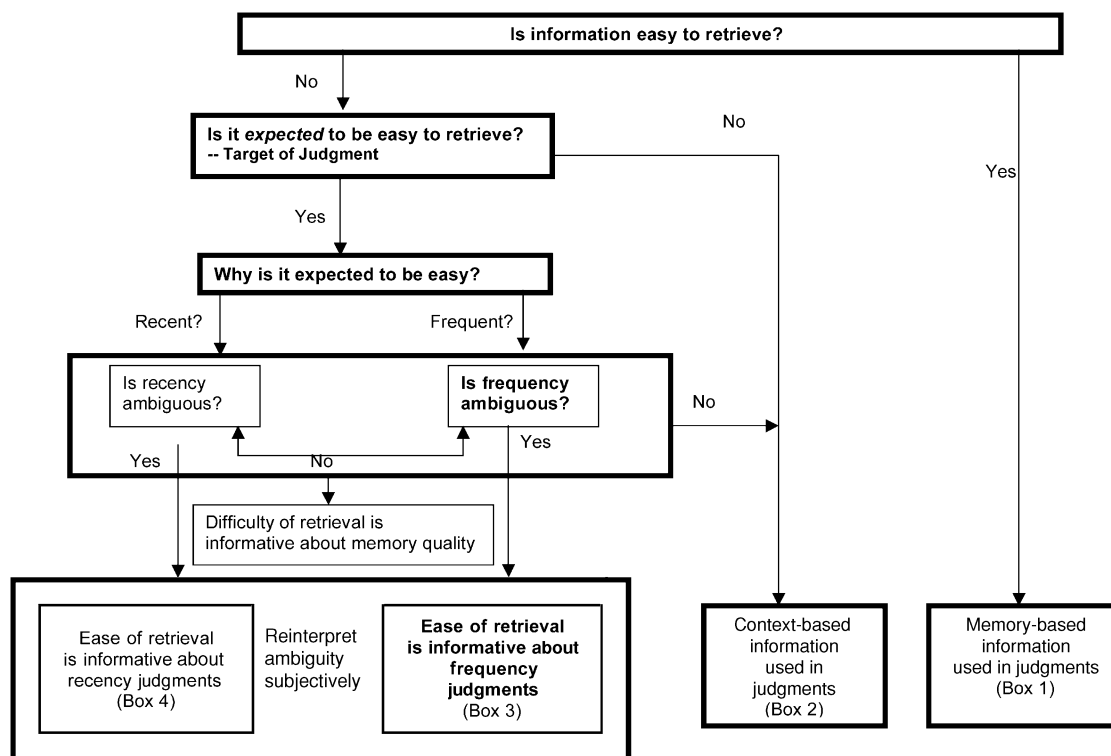 Is information easy to retrieve?
No
Is it expected to be easy to retrieve?
-- Target of Judgment
No
Yes
Yes
Why is it expected to be easy?
Recent?
Frequent?
Is recency
ambiguous?
Is frequency
ambiguous?
No
Yes
No
Yes
Difficulty of retrieval is
informative about memory quality
Ease of retrieval
is informative about
recency judgments
(Box 4)
Reinterpret
ambiguity
subjectively
Ease of retrieval
is informative about
frequency
judgments
(Box 3)
Context-based
information
used in
judgments
(Box 2)
Memory-based
information
used in judgments
(Box 1)